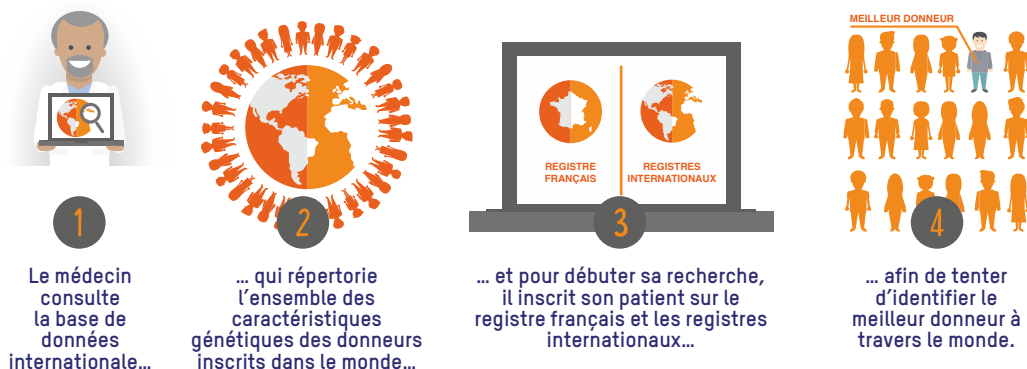 MEILLEUR DONNEUR
REGISTRE
FRANÇAIS
REGISTRES
INTERNATIONAUX
1
Le médecin
consulte
la base de
données
internationale…
2
… qui répertorie
l’ensemble des
caractéristiques
génétiques des donneurs
inscrits dans le monde…
3
… et pour débuter sa recherche,
il inscrit son patient sur le
registre français et les registres
internationaux…
4
… afin de tenter
d’identifier le
meilleur donneur à
travers le monde.